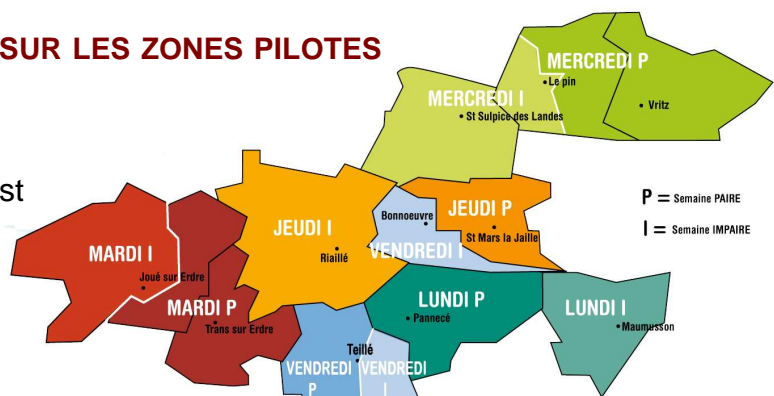 SUR LES ZONES PILOTES
MERCREDI P
Le pin
Vritz
MERCREDI I
St Sulpice des Landes
st
P = Semaine PAIRE
I = Semaine IMPAIRE
JEUDI I
Riaillé
Bonnoeuvre
JEUDI P
St Mars la Jaille
VENDREDI I
MARDI I
Joué sur Erdre
MARDI P
Trans sur Erdre
LUNDI P
Pannecé
LUNDI I
Maumusson
Teillé
VENDREDI
P
VENDREDI
I